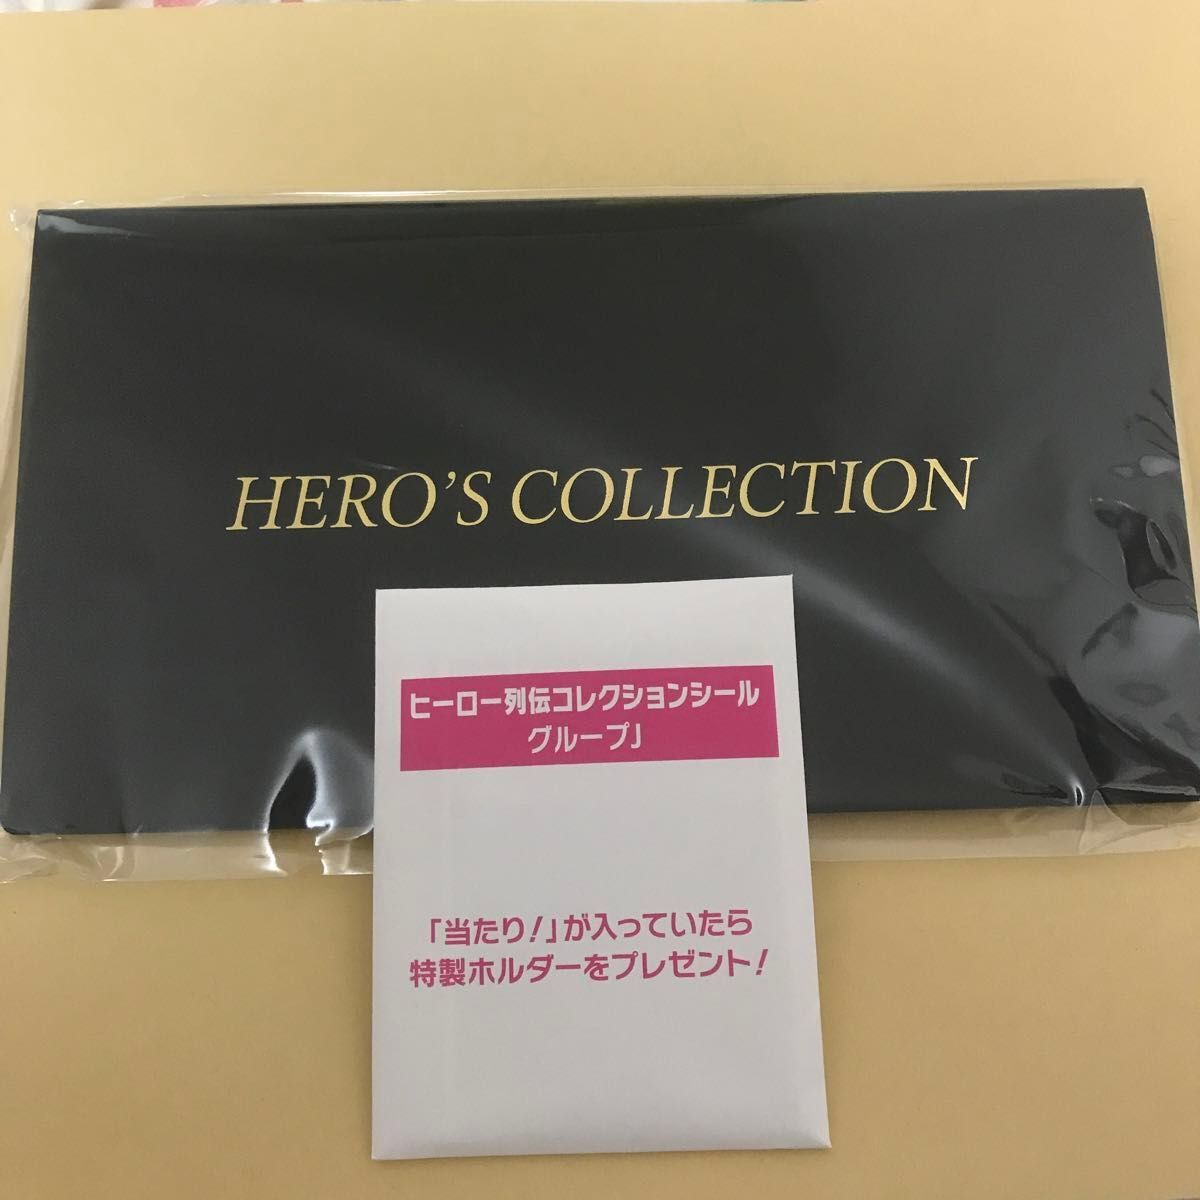 HERO'S COLLECTION
ヒーロー列伝コレクションシール
グループJ
「当たり!」が入っていたら
特製ホルダーをプレゼント!